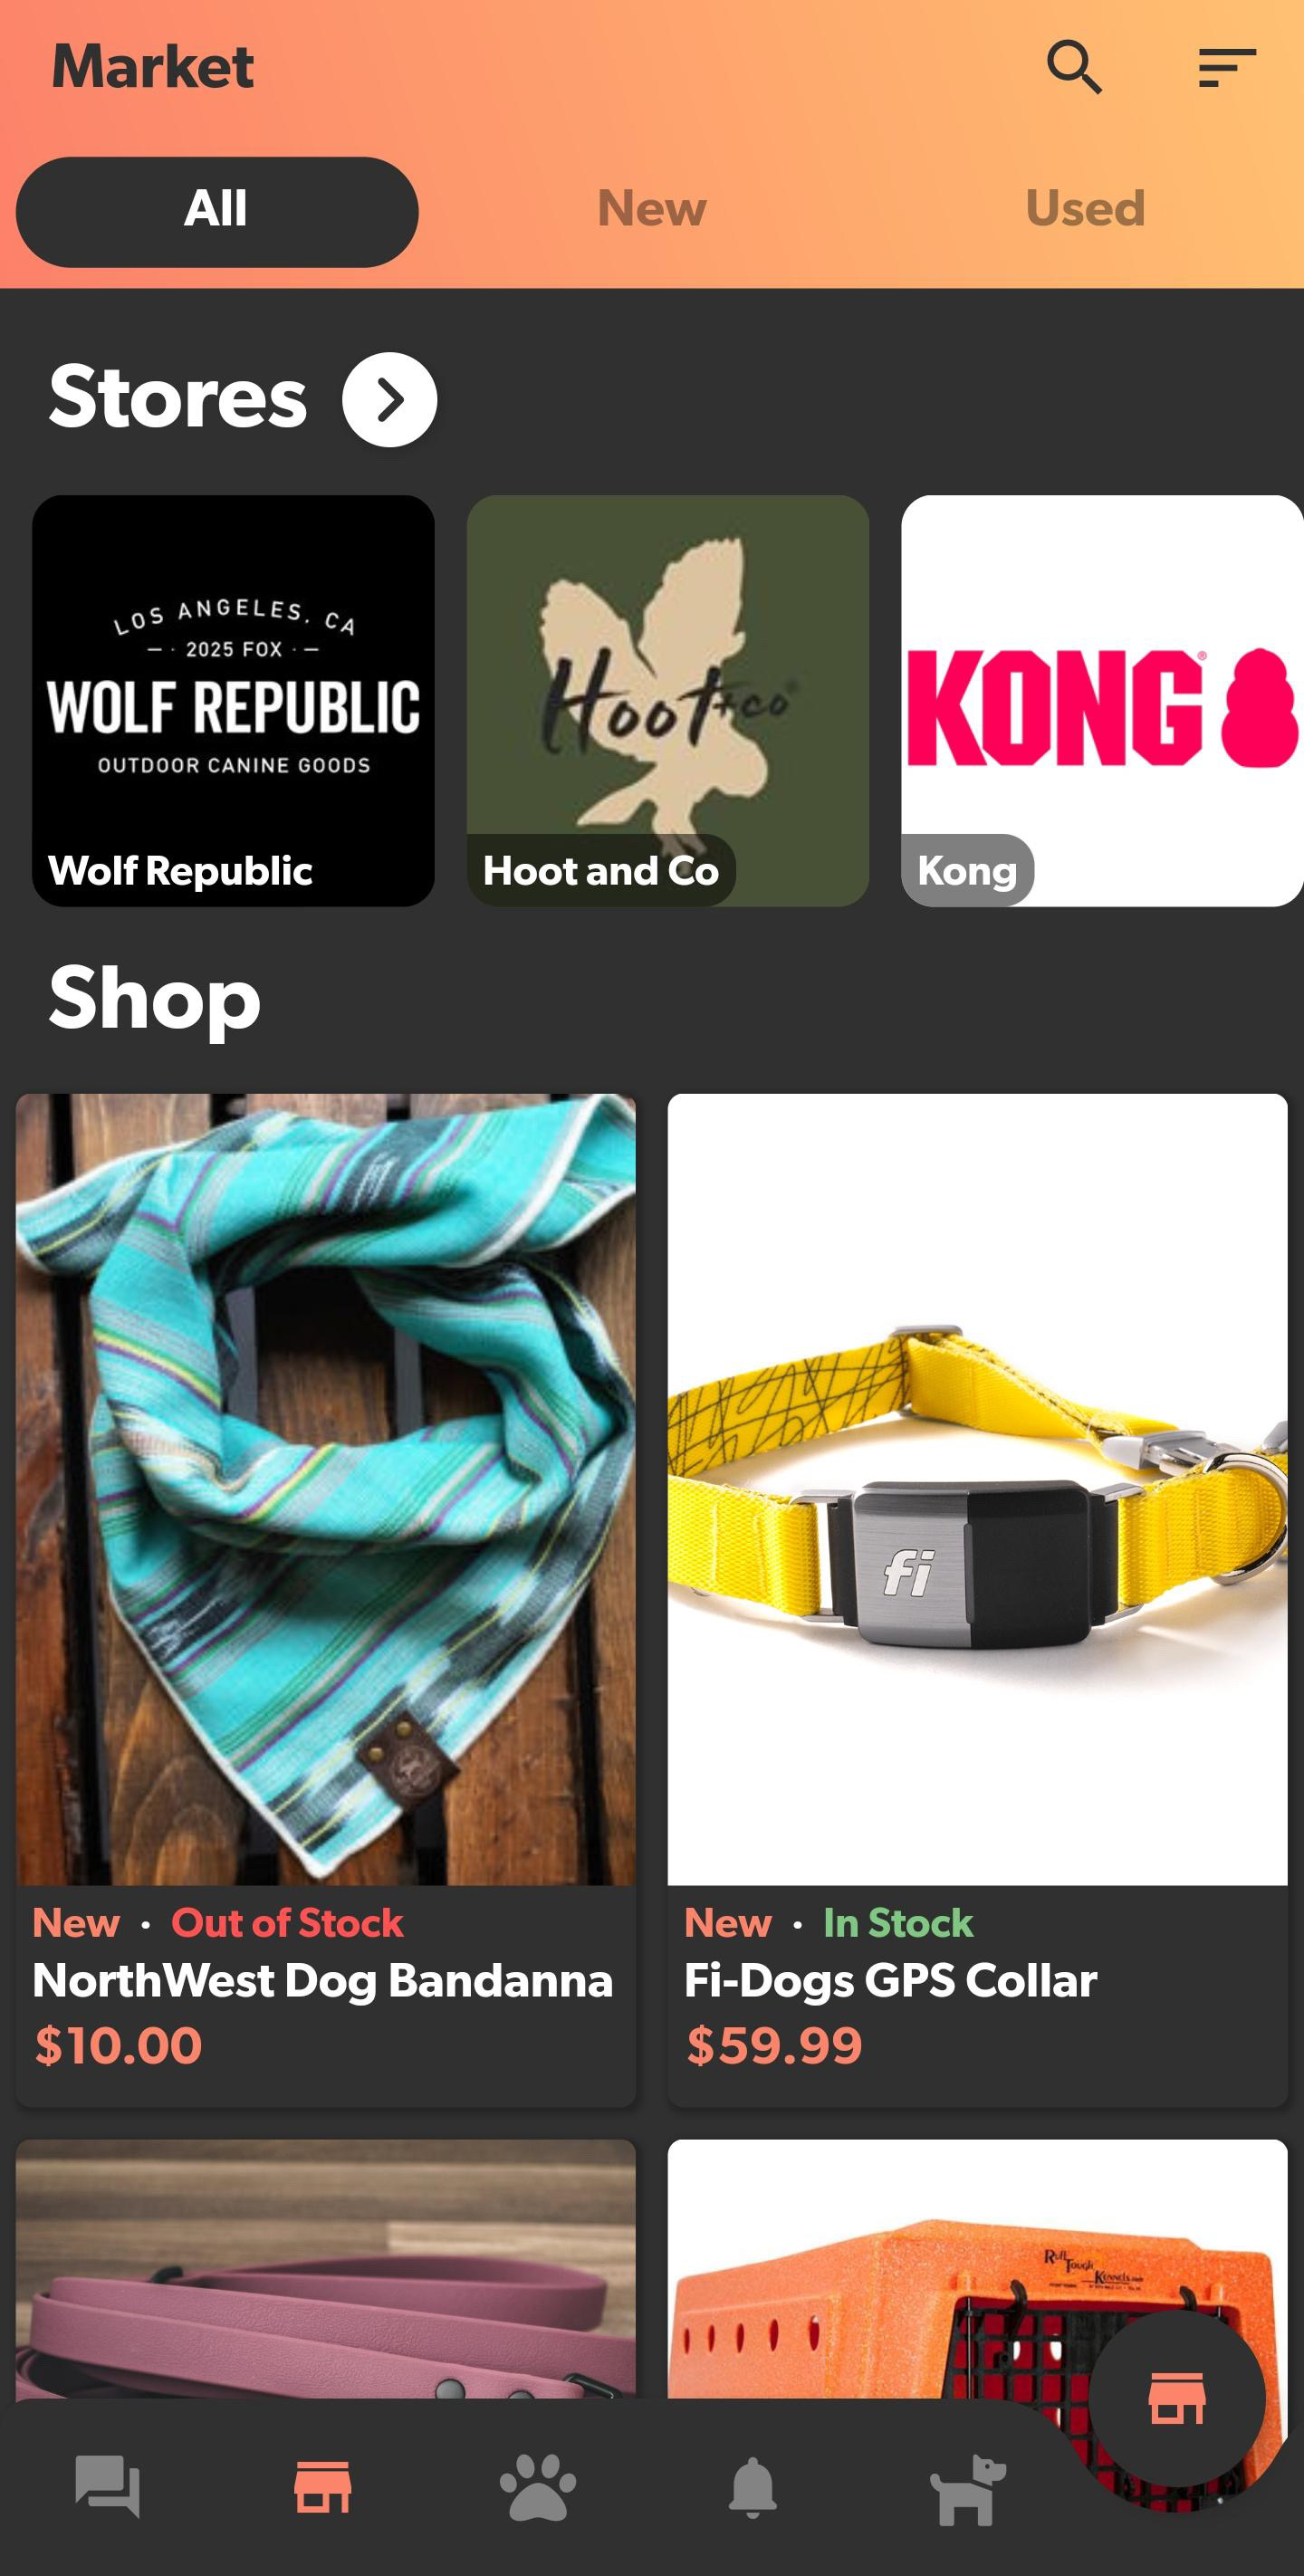 Market
All
New
Used
Stores
LOS ANGELES, CA
2025 FOX
WOLF REPUBLIC
OUTDOOR CANINE GOODS
Wolf Republic
Hoot +co®
Hoot and Co
KONG®
Kong
Shop
fi
New · Out of Stock
NorthWest Dog Bandanna
$10.00
New · In Stock
Fi-Dogs GPS Collar
$59.99
Ruff
Tough
Kennels.com